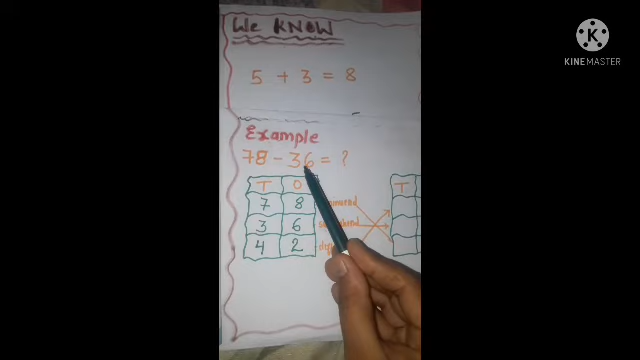 We KNOW
5 + 3 = 8
Example
78 - 36 = ?
T O
7 8
3 6
4 2
T
K
KINEMASTER